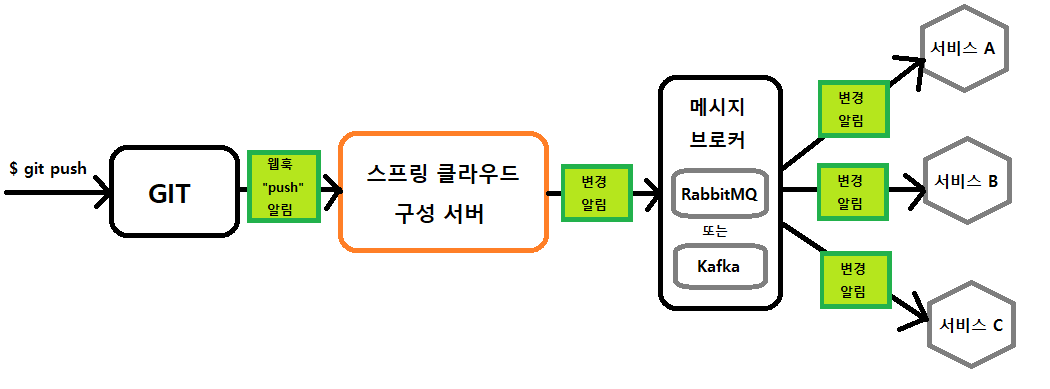 $ git push
GIT
웹훅
"push"
알림
스프링 클라우드
구성 서버
변경
알림
메시지
브로커
RabbitMQ
또는
Kafka
변경
알림
서비스 A
변경
알림
서비스 B
변경
알림
서비스 C